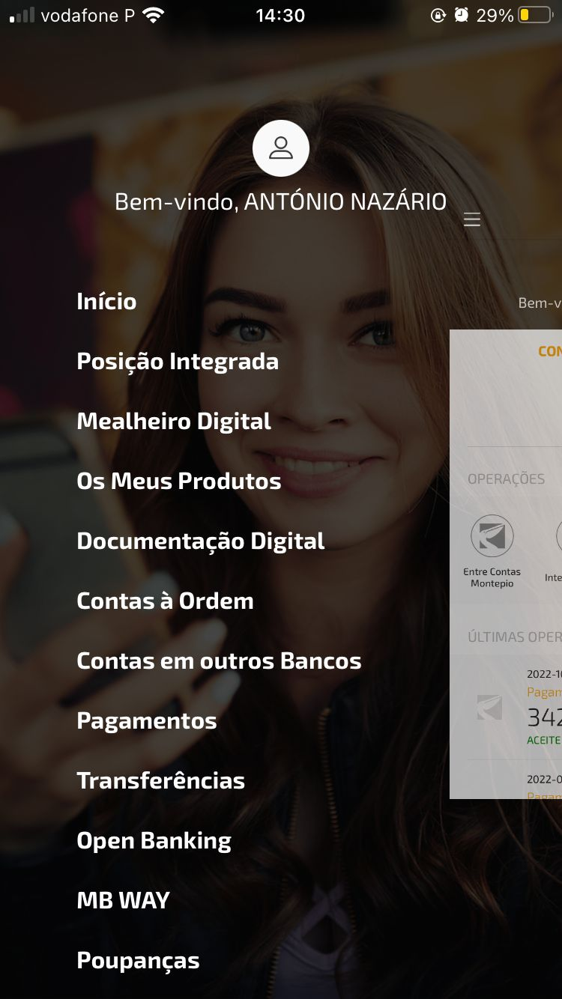 vodafone P
14:30
29%
Bem-vindo, ANTÓNIO NAZÁRIO
Início
Posição Integrada
Mealheiro Digital
Os Meus Produtos
Documentação Digital
Contas à Ordem
Contas em outros Bancos
Pagamentos
Transferências
Open Banking
MB WAY
Poupanças
Bem-v
CON
OPERAÇÕES
Entre Contas
Montepio
Inte
ÚLTIMAS OPER
2022-10
Pagam
342
ACEITE
2022-0
Pagam